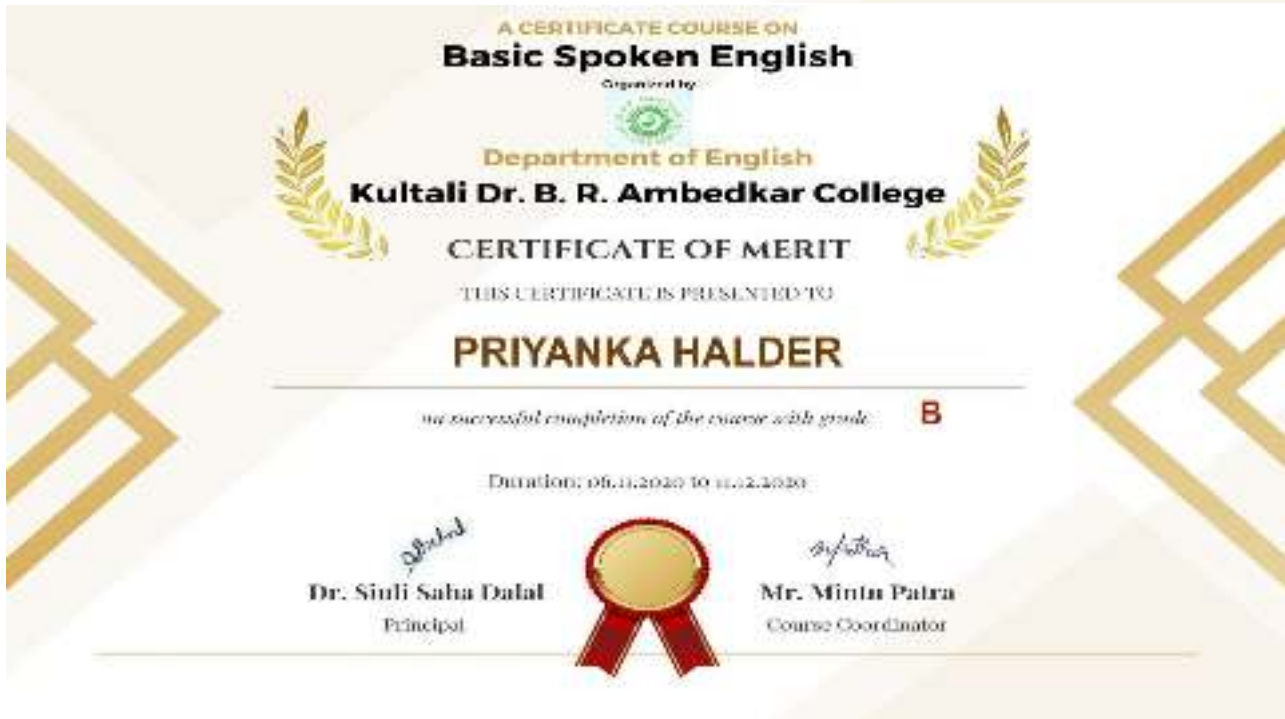 A CERTIFICATE COURSE ON
Basic Spoken English
Organized by
Department of English
Kultali Dr. B. R. Ambedkar College
CERTIFICATE OF MERIT
THIS CERTIFICATE IS PRESENTED TO
PRIYANKA HALDER
on successful completion of the course with grade B
Duration: 06.11.2020 to 11.12.2020
Dr. Siuli Saha Dalal Mr. Mintu Patra
Principal Course Coordinator